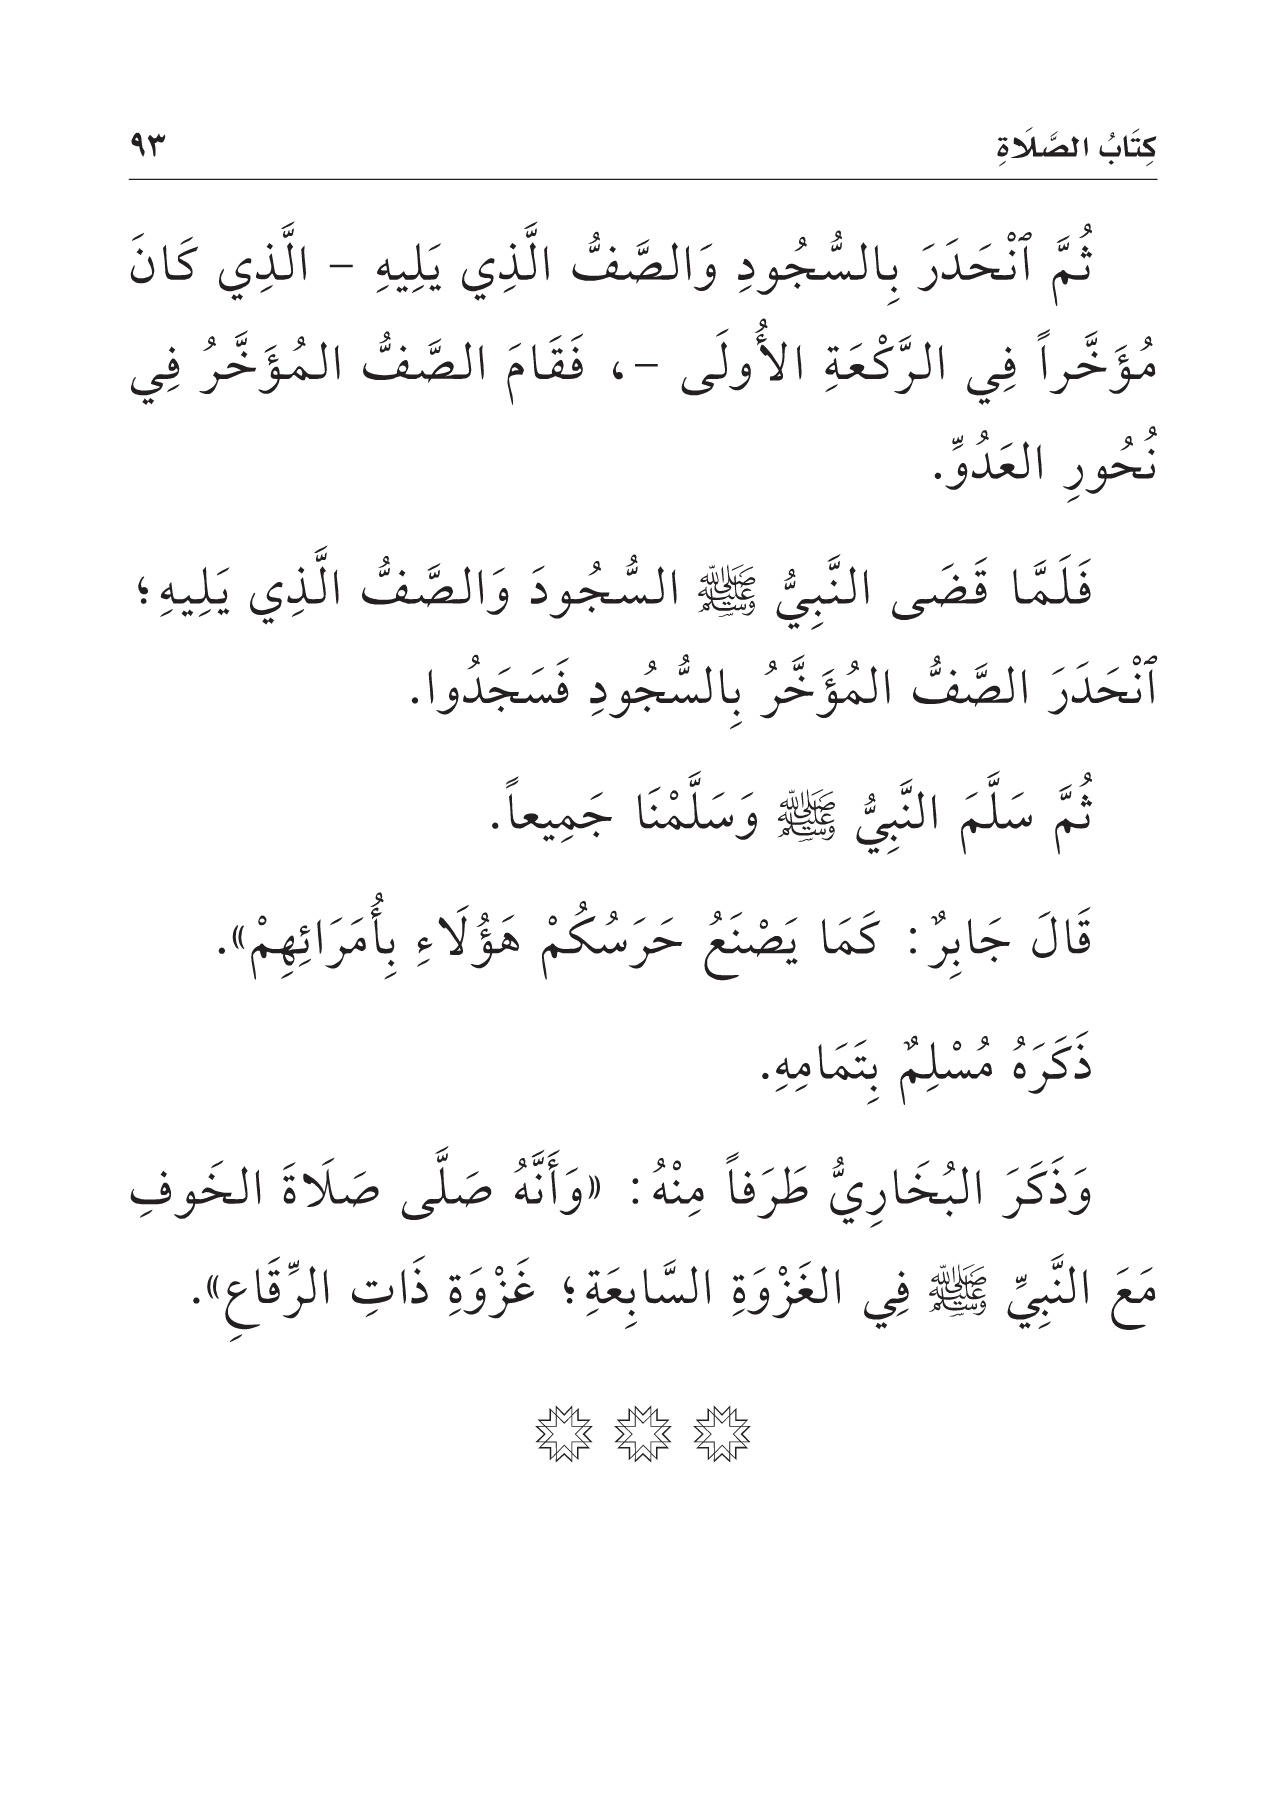 كِتَابُ الصَّلَاةِ ٩٣
ثُمَّ ٱنْحَدَرَ بِالسُّجُودِ وَالصَّفُّ الَّذِي يَلِيهِ - الَّذِي كَانَ
مُؤَخَّراً فِي الرَّكْعَةِ الأُولَى -، فَقَامَ الصَّفُّ المُؤَخَّرُ فِي
نُحُورِ العَدُوِّ.
فَلَمَّا قَضَى النَّبِيُّ ﷺ السُّجُودَ وَالصَّفُّ الَّذِي يَلِيهِ؛
ٱنْحَدَرَ الصَّفُّ المُؤَخَّرُ بِالسُّجُودِ فَسَجَدُوا.
ثُمَّ سَلَّمَ النَّبِيُّ ﷺ وَسَلَّمْنَا جَمِيعاً.
قَالَ جَابِرٌ: كَمَا يَصْنَعُ حَرَسُكُمْ هَؤُلَاءِ بِأُمَرَائِهِمْ».
ذَكَرَهُ مُسْلِمٌ بِتَمَامِهِ.
وَذَكَرَ البُخَارِيُّ طَرَفاً مِنْهُ: «وَأَنَّهُ صَلَّى صَلَاةَ الخَوفِ
مَعَ النَّبِيِّ ﷺ فِي الغَزْوَةِ السَّابِعَةِ؛ غَزْوَةِ ذَاتِ الرِّقَاعِ».